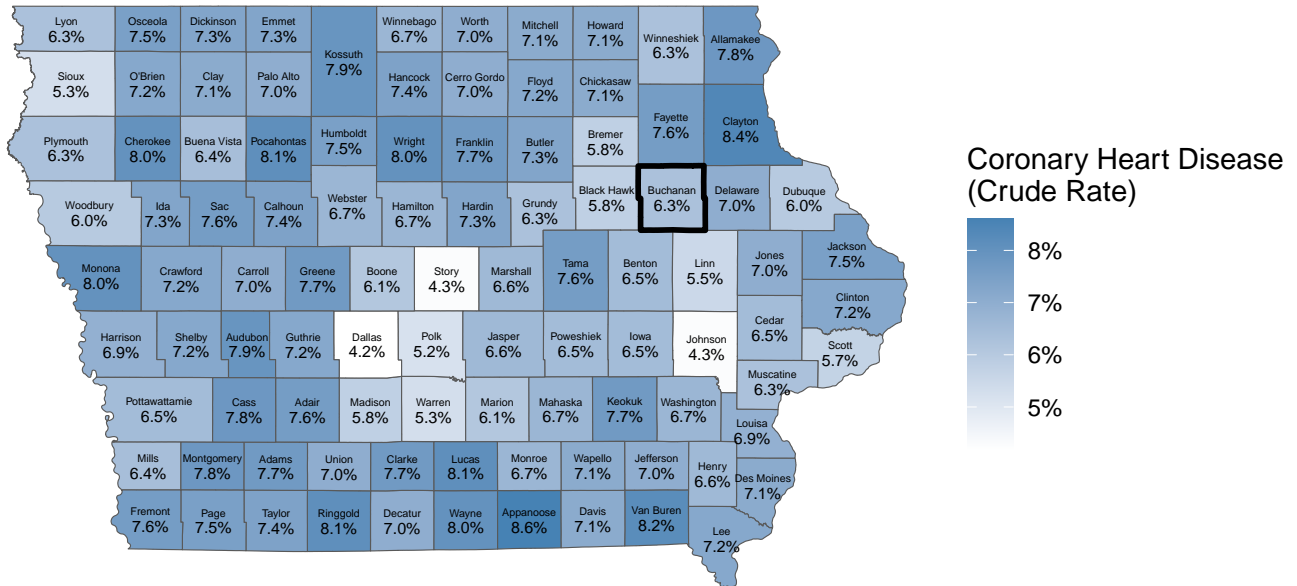 Lyon
6.3%
Osceola
7.5%
Dickinson
7.3%
Emmet
7.3%
Kossuth
7.9%
Winnebago
6.7%
Worth
7.0%
Mitchell
7.1%
Howard
7.1%
Winneshiek
6.3%
Allamakee
7.8%
Sioux
5.3%
O'Brien
7.2%
Clay
7.1%
Palo Alto
7.0%
Hancock
7.4%
Cerro Gordo
7.0%
Floyd
7.2%
Chickasaw
7.1%
Fayette
7.6%
Clayton
8.4%
Plymouth
6.3%
Cherokee
8.0%
Buena Vista
6.4%
Pocahontas
8.1%
Humboldt
7.5%
Wright
8.0%
Franklin
7.7%
Butler
7.3%
Bremer
5.8%
Woodbury
6.0%
Ida
7.3%
Sac
7.6%
Calhoun
7.4%
Webster
6.7%
Hamilton
6.7%
Hardin
7.3%
Grundy
6.3%
Black Hawk
5.8%
Buchanan
6.3%
Delaware
7.0%
Dubuque
6.0%
Monona
8.0%
Crawford
7.2%
Carroll
7.0%
Greene
7.7%
Boone
6.1%
Story
4.3%
Marshall
6.6%
Tama
7.6%
Benton
6.5%
Linn
5.5%
Jones
7.0%
Jackson
7.5%
Clinton
7.2%
Harrison
6.9%
Shelby
7.2%
Audubon
7.9%
Guthrie
7.2%
Dallas
4.2%
Polk
5.2%
Jasper
6.6%
Poweshiek
6.5%
Iowa
6.5%
Johnson
4.3%
Cedar
6.5%
Scott
5.7%
Muscatine
6.3%
Pottawattamie
6.5%
Cass
7.8%
Adair
7.6%
Madison
5.8%
Warren
5.3%
Marion
6.1%
Mahaska
6.7%
Keokuk
7.7%
Washington
6.7%
Louisa
6.9%
Mills
6.4%
Montgomery
7.8%
Adams
7.7%
Union
7.0%
Clarke
7.7%
Lucas
8.1%
Monroe
6.7%
Wapello
7.1%
Jefferson
7.0%
Henry
6.6%
Des Moines
7.1%
Fremont
7.6%
Page
7.5%
Taylor
7.4%
Ringgold
8.1%
Decatur
7.0%
Wayne
8.0%
Appanoose
8.6%
Davis
7.1%
Van Buren
8.2%
Lee
7.2%
Coronary Heart Disease
(Crude Rate)
8%
7%
6%
5%